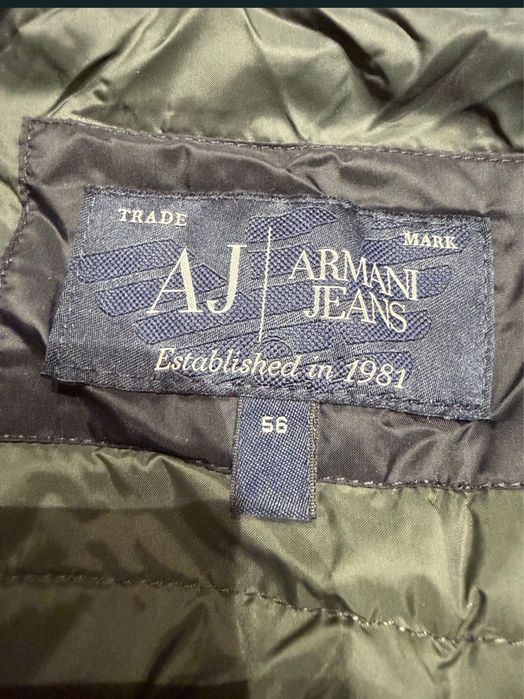 TRADE
MARK
AJ
ARMANI
JEANS
Established in 1981
56